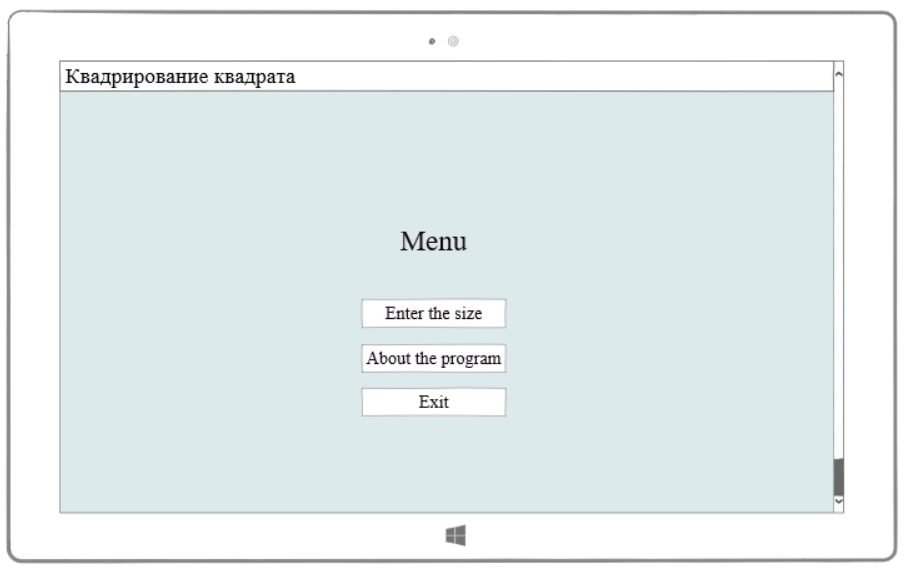 Квадрирование квадрата
Menu
Enter the size
About the program
Exit